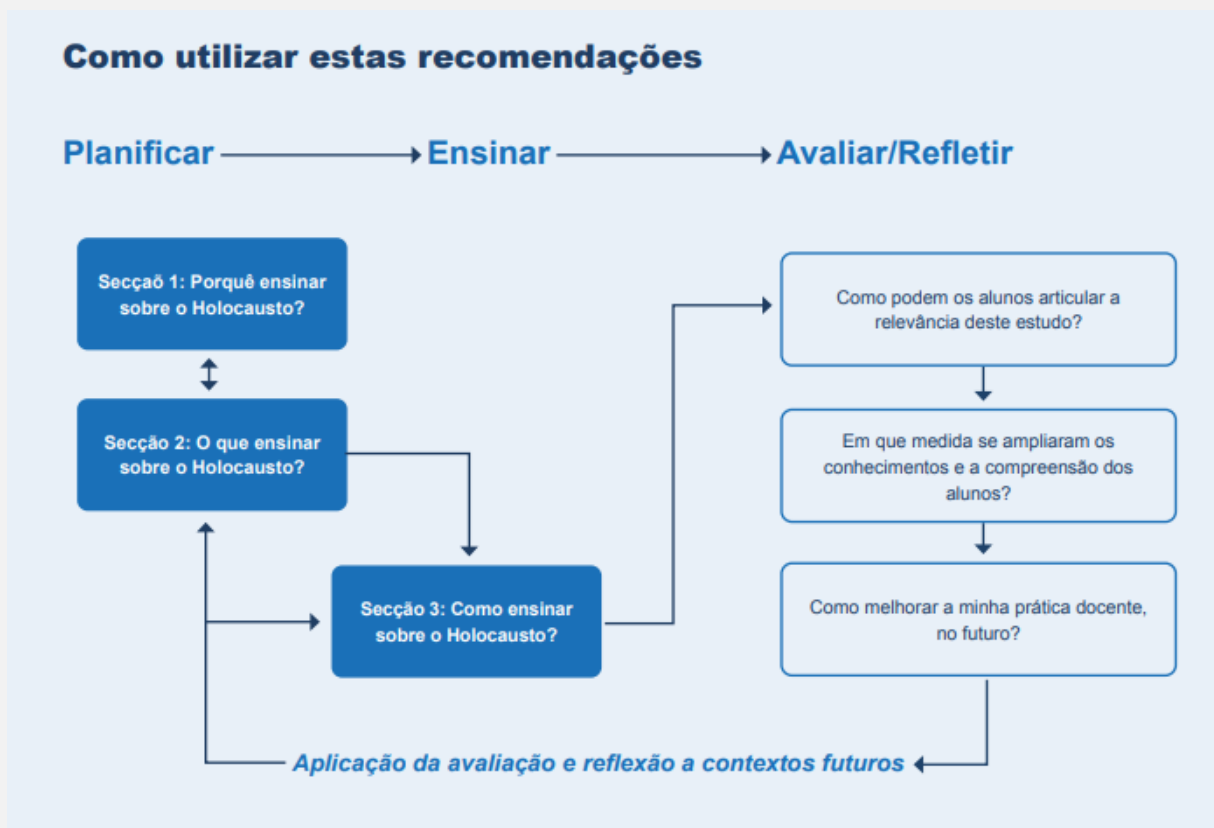 Como utilizar estas recomendações
Planificar
Ensinar
Avaliar/Refletir
Secçaõ 1: Porquê ensinar
sobre o Holocausto?
Secção 2: O que ensinar
sobre o Holocausto?
Secção 3: Como ensinar
sobre o Holocausto?
Como podem os alunos articular a
relevância deste estudo?
Em que medida se ampliaram os
conhecimentos e a compreensão dos
alunos?
Como melhorar a minha prática docente,
no futuro?
Aplicação da avaliação e reflexão a contextos futuros